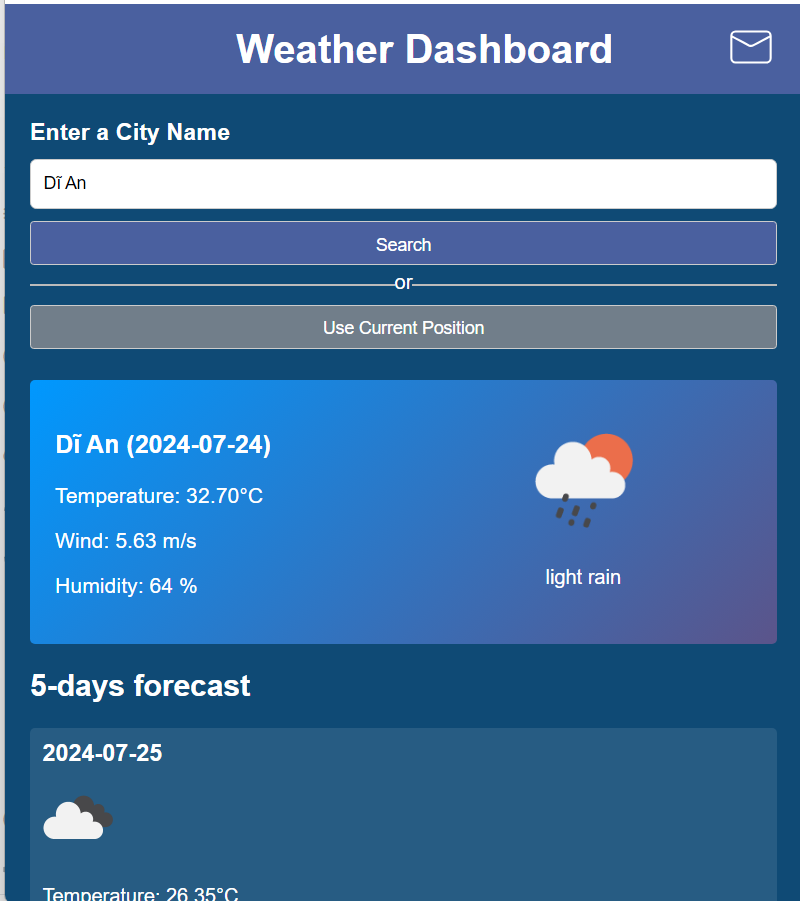 Weather Dashboard
Enter a City Name
Dĩ An
Search
or
Use Current Position
Dĩ An (2024-07-24)
Temperature: 32.70°C
Wind: 5.63 m/s
Humidity: 64 %
light rain
5-days forecast
2024-07-25
Temperature: 26.35°C